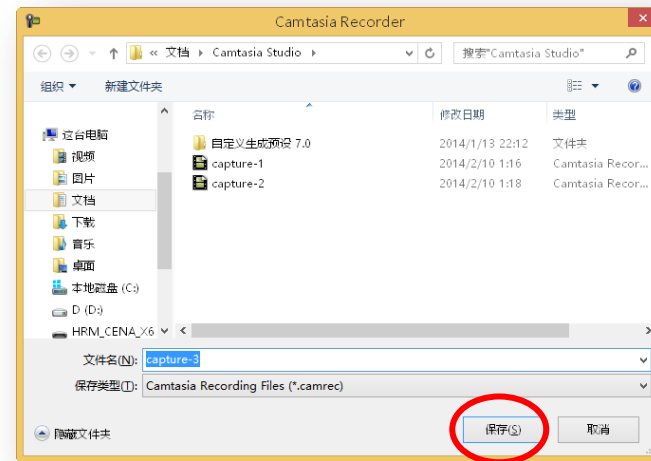 Camtasia Recorder
« 文档 Camtasia Studio
搜索"Camtasia Studio"
组织 新建文件夹
名称 修改日期 类型
这台电脑
视频
图片
文档
下载
音乐
桌面
本地磁盘 (C:)
D (D:)
HRM_CENA_X6
自定义生成预设 7.0 2014/1/13 22:12 文件夹
capture-1 2014/2/10 1:16 Camtasia Recor...
capture-2 2014/2/10 1:18 Camtasia Recor...
文件名(N): capture-3
保存类型(T): Camtasia Recording Files (*.camrec)
隐藏文件夹 保存(S) 取消